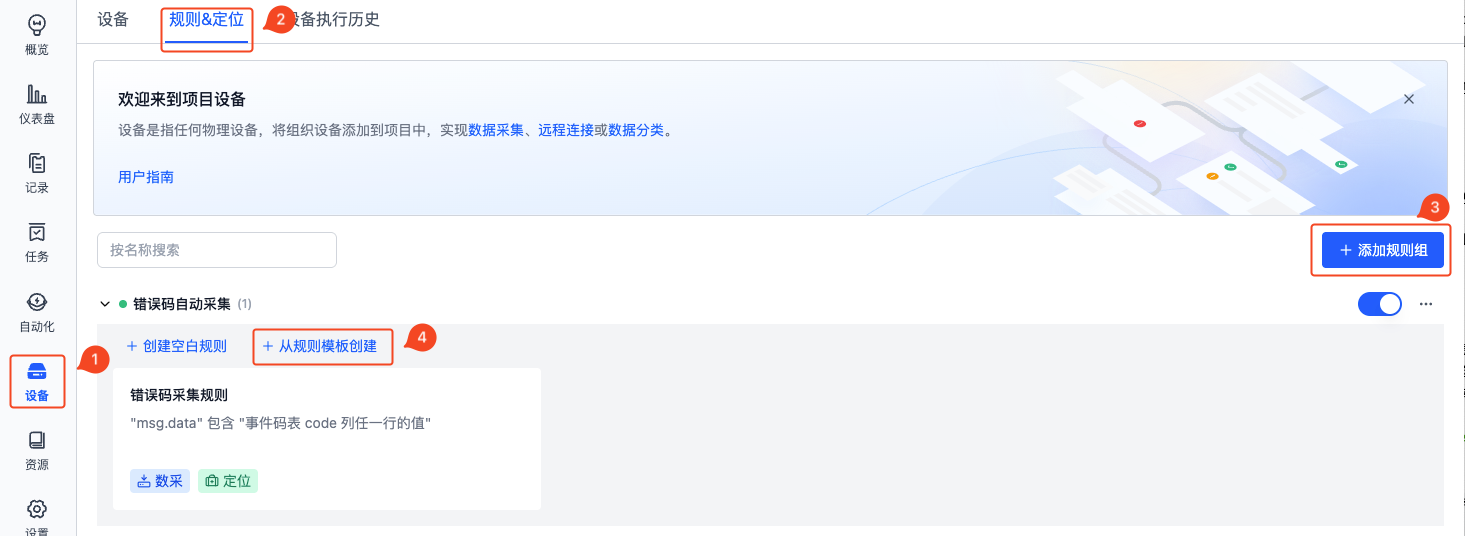 设备
规则&定位
2
设备执行历史
概览
仪表盘
记录
任务
自动化
1
设备
资源
设置
欢迎来到项目设备
设备是指任何物理设备，将组织设备添加到项目中，实现数据采集、远程连接或数据分类。
用户指南
3
按名称搜索
+ 添加规则组
错误码自动采集 (1)
+ 创建空白规则
+ 从规则模板创建
4
错误码采集规则
"msg.data" 包含 "事件码表 code 列任一行的值"
数采
定位